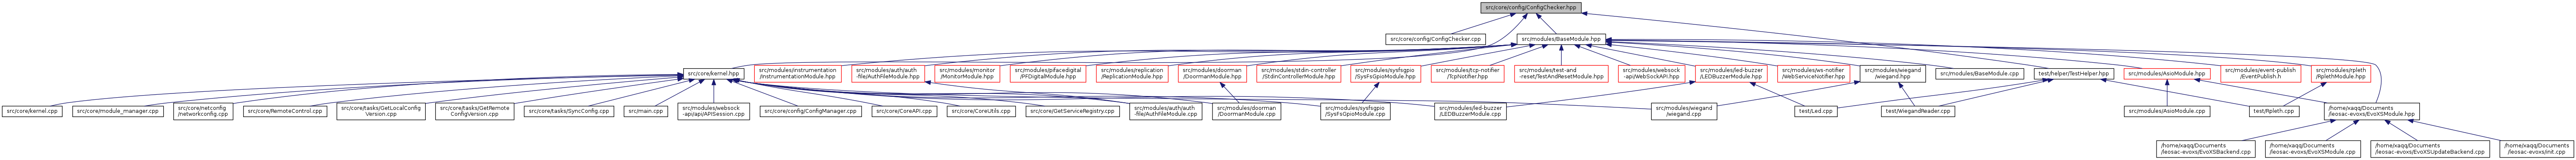 src/core/config/ConfigChecker.hpp
src/core/config/ConfigChecker.cpp
src/modules/BaseModule.hpp
src/core/kernel.hpp
src/modules/instrumentation
/InstrumentationModule.hpp
src/modules/auth/auth
-file/AuthFileModule.hpp
src/modules/monitor
/MonitorModule.hpp
src/modules/pifacedigital
/PFDigitalModule.hpp
src/modules/replication
/ReplicationModule.hpp
src/modules/doorman
/DoormanModule.hpp
src/modules/stdin-controller
/StdinControllerModule.hpp
src/modules/sysfsgpio
/SysFsGpioModule.hpp
src/modules/tcp-notifier
/TcpNotifier.hpp
src/modules/test-and
-reset/TestAndResetModule.hpp
src/modules/websock
-api/WebSockAPI.hpp
src/modules/led-buzzer
/LEDBuzzerModule.hpp
src/modules/ws-notifier
/WebServiceNotifier.hpp
src/modules/wiegand
/wiegand.hpp
src/modules/BaseModule.cpp
test/helper/TestHelper.hpp
src/modules/AsioModule.hpp
src/modules/event-publish
/EventPublish.h
src/modules/rpleth
/RplethModule.hpp
src/core/kernel.cpp
src/core/module_manager.cpp
src/core/netconfig
/networkconfig.cpp
src/core/RemoteControl.cpp
src/core/tasks/GetLocalConfig
Version.cpp
src/core/tasks/GetRemote
ConfigVersion.cpp
src/core/tasks/SyncConfig.cpp
src/main.cpp
src/modules/websock
-api/api/APISession.cpp
src/core/config/ConfigManager.cpp
src/core/CoreAPI.cpp
src/core/CoreUtils.cpp
src/core/GetServiceRegistry.cpp
src/modules/auth/auth
-file/AuthFileModule.cpp
src/modules/doorman
/DoormanModule.cpp
src/modules/sysfsgpio
/SysFsGpioModule.cpp
src/modules/led-buzzer
/LEDBuzzerModule.cpp
src/modules/wiegand
/wiegand.cpp
test/Led.cpp
test/WiegandReader.cpp
src/modules/AsioModule.cpp
test/Rpleth.cpp
/home/xaqq/Documents
/leosac-evoxs/EvoXSModule.hpp
/home/xaqq/Documents
/leosac-evoxs/EvoXSBackend.cpp
/home/xaqq/Documents
/leosac-evoxs/EvoXSModule.cpp
/home/xaqq/Documents
/leosac-evoxs/EvoXSUpdateBackend.cpp
/home/xaqq/Documents
/leosac-evoxs/init.cpp